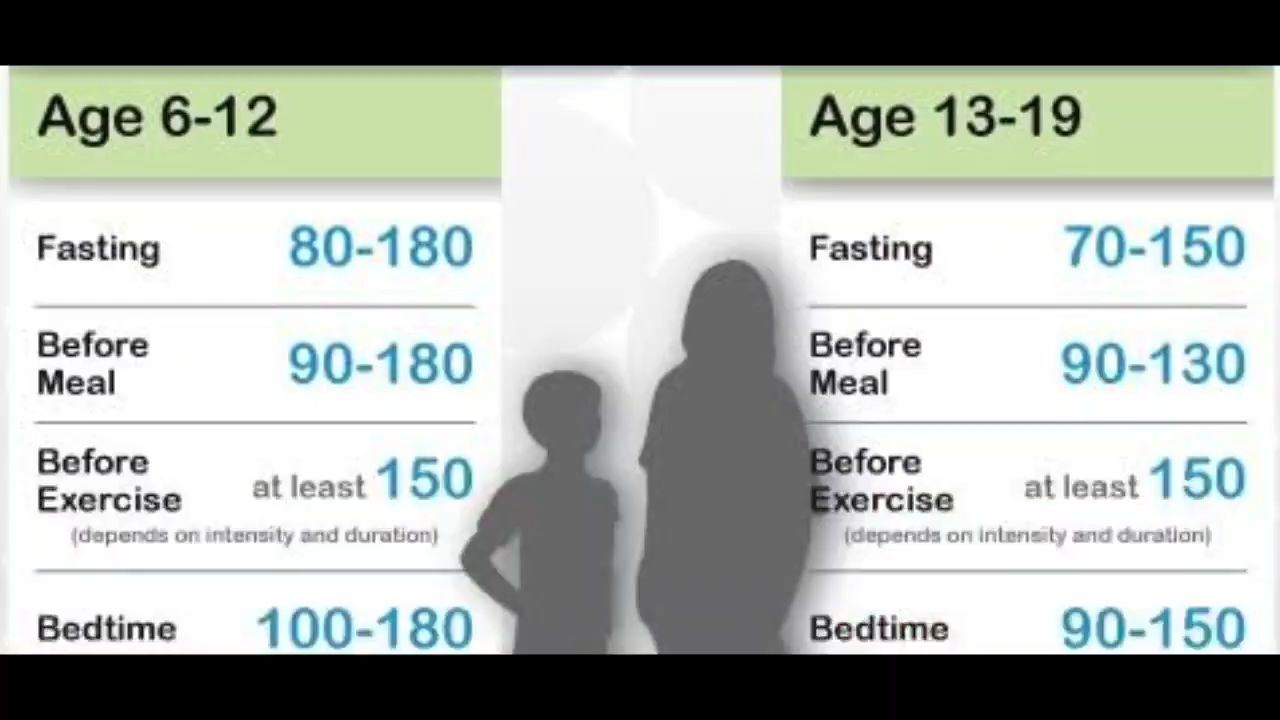 Age 6-12
Fasting 80-180
Before
Meal 90-180
Before
Exercise at least 150
(depends on intensity and duration)
Bedtime 100-180
Age 13-19
Fasting 70-150
Before
Meal 90-130
Before
Exercise at least 150
(depends on intensity and duration)
Bedtime 90-150